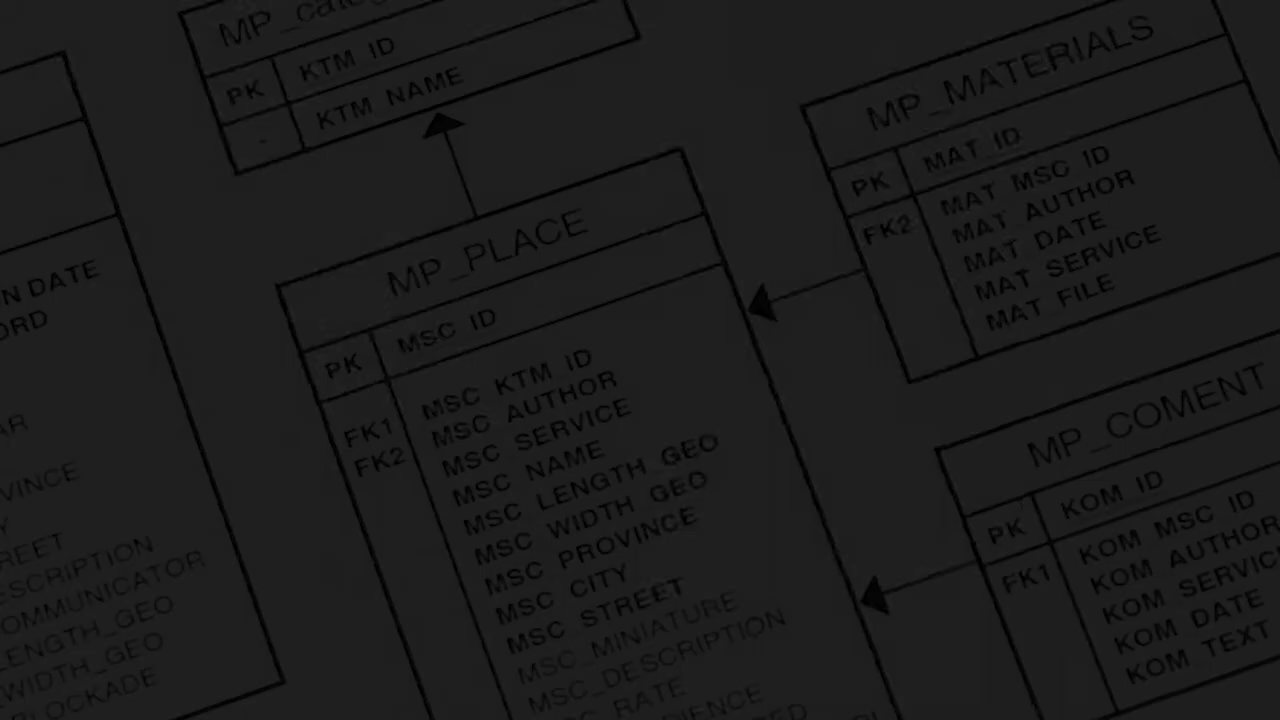 MP_categ
PK KTM ID
KTM NAME
MP_MATERIALS
PK MAT ID
FK2 MAT MSC ID
MAT AUTHOR
MAT DATE
MAT SERVICE
MAT FILE
MP_PLACE
PK MSC ID
FK1 MSC KTM ID
FK2 MSC AUTHOR
MSC SERVICE
MSC NAME
MSC LENGTH GEO
MSC WIDTH GEO
MSC PROVINCE
MSC CITY
MSC STREET
MSC_MINIATURE
MSC_DESCRIPTION
SC_RATE
MP_COMENT
PK KOM ID
FK1 KOM MSC ID
KOM AUTHOR
KOM SERVIC
KOM DATE
KOM TEXT
N DATE
ORD
AR
VINCE
Y
REET
ESCRIPTION
OMMUNICATOR
LENGTH_GEO
WIDTH_GEO
BLOCKADE